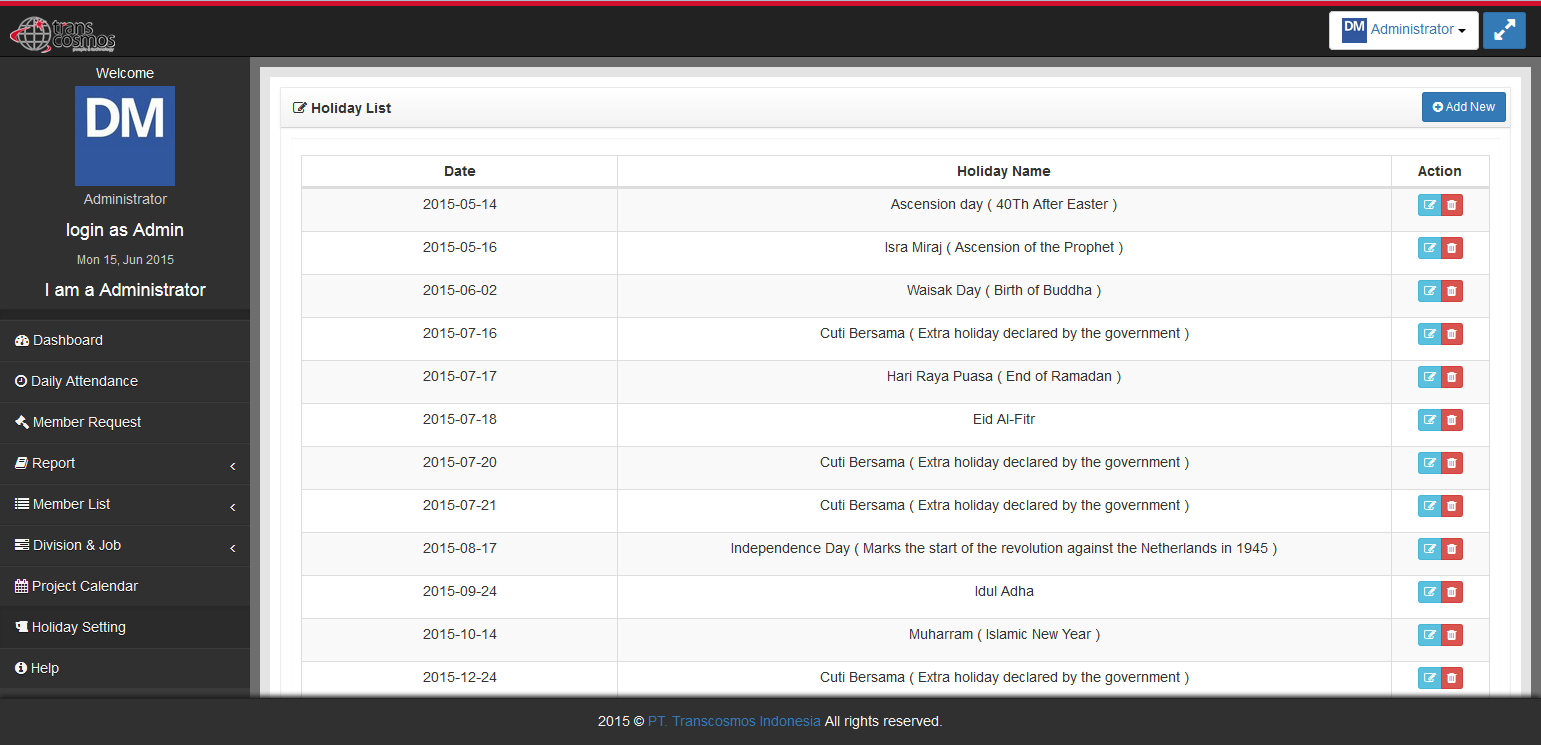 trans
cosmos
people & technology
DM Administrator
Welcome
DM
Administrator
login as Admin
Mon 15, Jun 2015
I am a Administrator
Dashboard
Daily Attendance
Member Request
Report
Member List
Division & Job
Project Calendar
Holiday Setting
Help
Holiday List
Add New
Date Holiday Name Action
2015-05-14 Ascension day ( 40Th After Easter )
2015-05-16 Isra Miraj ( Ascension of the Prophet )
2015-06-02 Waisak Day ( Birth of Buddha )
2015-07-16 Cuti Bersama ( Extra holiday declared by the government )
2015-07-17 Hari Raya Puasa ( End of Ramadan )
2015-07-18 Eid Al-Fitr
2015-07-20 Cuti Bersama ( Extra holiday declared by the government )
2015-07-21 Cuti Bersama ( Extra holiday declared by the government )
2015-08-17 Independence Day ( Marks the start of the revolution against the Netherlands in 1945 )
2015-09-24 Idul Adha
2015-10-14 Muharram ( Islamic New Year )
2015-12-24 Cuti Bersama ( Extra holiday declared by the government )
2015 © PT. Transcosmos Indonesia All rights reserved.